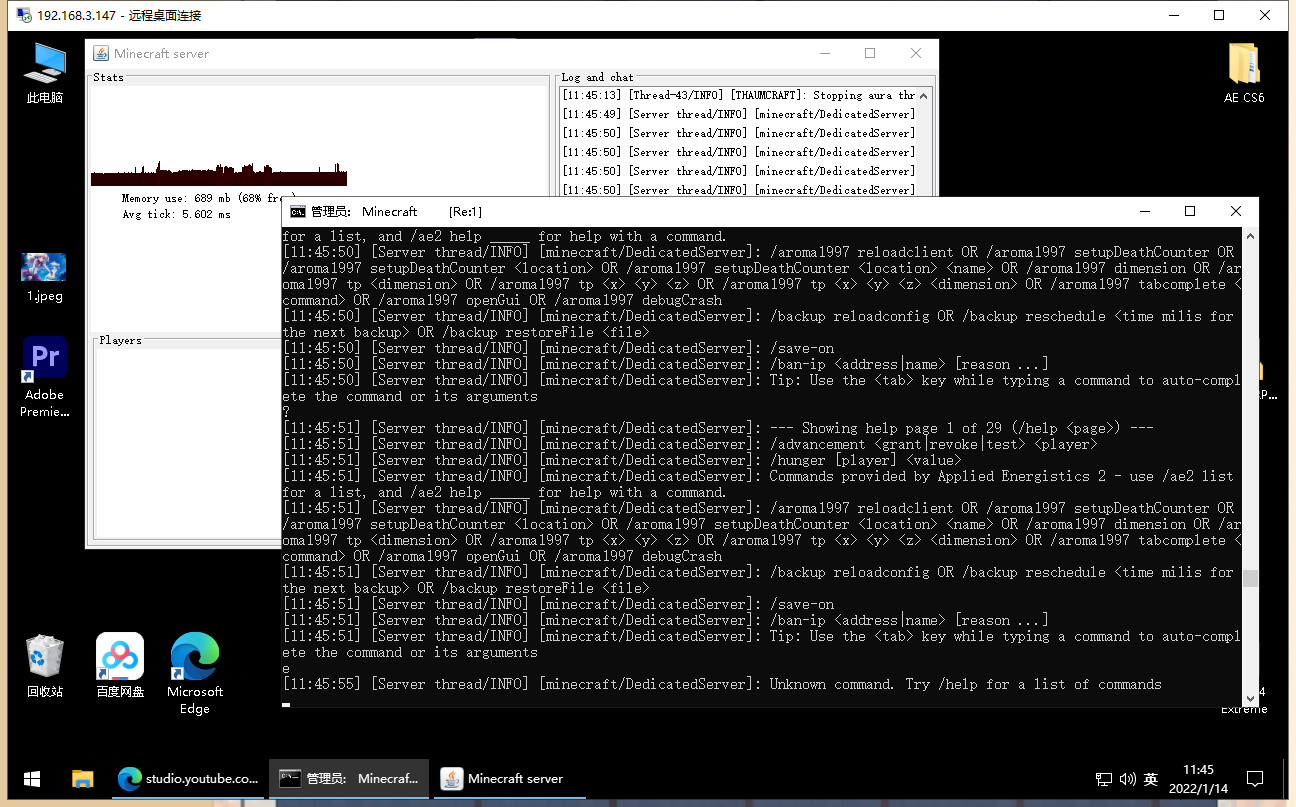 192.168.3.147 - 远程桌面连接
此电脑
1.jpeg
Pr
Adobe
Premie...
回收站
百度网盘
Microsoft
Edge
AE CS6
Minecraft server
Stats
Memory use: 689 mb (68% fre
Avg tick: 5.602 ms
Players
Log and chat
[11:45:13] [Thread-43/INFO] [THAUMCRAFT]: Stopping aura thr
[11:45:49] [Server thread/INFO] [minecraft/DedicatedServer]
[11:45:50] [Server thread/INFO] [minecraft/DedicatedServer]
[11:45:50] [Server thread/INFO] [minecraft/DedicatedServer]
[11:45:50] [Server thread/INFO] [minecraft/DedicatedServer]
[11:45:50] [Server thread/INFO] [minecraft/DedicatedServer]
管理员: Minecraft [Re:1]
for a list, and /ae2 help ____ for help with a command.
[11:45:50] [Server thread/INFO] [minecraft/DedicatedServer]: /aroma1997 reloadclient OR /aroma1997 setupDeathCounter OR
/aroma1997 setupDeathCounter <location> OR /aroma1997 setupDeathCounter <location> <name> OR /aroma1997 dimension OR /ar
oma1997 tp <dimension> OR /aroma1997 tp <x> <y> <z> OR /aroma1997 tp <x> <y> <z> <dimension> OR /aroma1997 tabcomplete <
command> OR /aroma1997 openGui OR /aroma1997 debugCrash
[11:45:50] [Server thread/INFO] [minecraft/DedicatedServer]: /backup reloadconfig OR /backup reschedule <time milis for
the next backup> OR /backup restoreFile <file>
[11:45:50] [Server thread/INFO] [minecraft/DedicatedServer]: /save-on
[11:45:50] [Server thread/INFO] [minecraft/DedicatedServer]: /ban-ip <address|name> [reason ...]
[11:45:50] [Server thread/INFO] [minecraft/DedicatedServer]: Tip: Use the <tab> key while typing a command to auto-compl
ete the command or its arguments
?
[11:45:51] [Server thread/INFO] [minecraft/DedicatedServer]: --- Showing help page 1 of 29 (/help <page>) ---
[11:45:51] [Server thread/INFO] [minecraft/DedicatedServer]: /advancement <grant|revoke|test> <player>
[11:45:51] [Server thread/INFO] [minecraft/DedicatedServer]: /hunger [player] <value>
[11:45:51] [Server thread/INFO] [minecraft/DedicatedServer]: Commands provided by Applied Energistics 2 - use /ae2 list
for a list, and /ae2 help ____ for help with a command.
[11:45:51] [Server thread/INFO] [minecraft/DedicatedServer]: /aroma1997 reloadclient OR /aroma1997 setupDeathCounter OR
/aroma1997 setupDeathCounter <location> OR /aroma1997 setupDeathCounter <location> <name> OR /aroma1997 dimension OR /ar
oma1997 tp <dimension> OR /aroma1997 tp <x> <y> <z> OR /aroma1997 tp <x> <y> <z> <dimension> OR /aroma1997 tabcomplete <
command> OR /aroma1997 openGui OR /aroma1997 debugCrash
[11:45:51] [Server thread/INFO] [minecraft/DedicatedServer]: /backup reloadconfig OR /backup reschedule <time milis for
the next backup> OR /backup restoreFile <file>
[11:45:51] [Server thread/INFO] [minecraft/DedicatedServer]: /save-on
[11:45:51] [Server thread/INFO] [minecraft/DedicatedServer]: /ban-ip <address|name> [reason ...]
[11:45:51] [Server thread/INFO] [minecraft/DedicatedServer]: Tip: Use the <tab> key while typing a command to auto-compl
ete the command or its arguments
e
[11:45:55] [Server thread/INFO] [minecraft/DedicatedServer]: Unknown command. Try /help for a list of commands
Extreme
studio.youtube.co...
管理员: Minecraf...
Minecraft server
英
11:45
2022/1/14